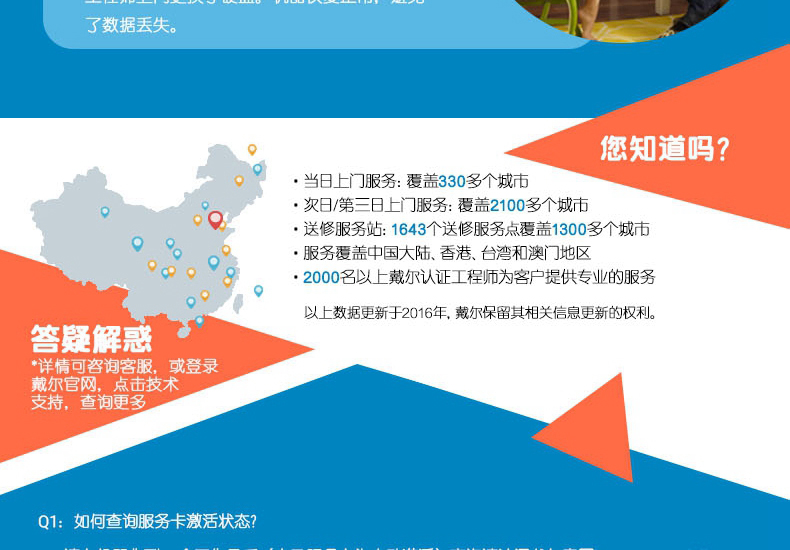 了数据丢失。
您知道吗?
• 当日上门服务: 覆盖330多个城市
• 次日/第三日上门服务: 覆盖2100多个城市
• 送修服务站: 1643个送修服务点覆盖1300多个城市
• 服务覆盖中国大陆、香港、台湾和澳门地区
• 2000名以上戴尔认证工程师为客户提供专业的服务
以上数据更新于2016年, 戴尔保留其相关信息更新的权利。
答疑解惑
*详情可咨询客服，或登录
戴尔官网，点击技术
支持，查询更多
Q1: 如何查询服务卡激活状态?